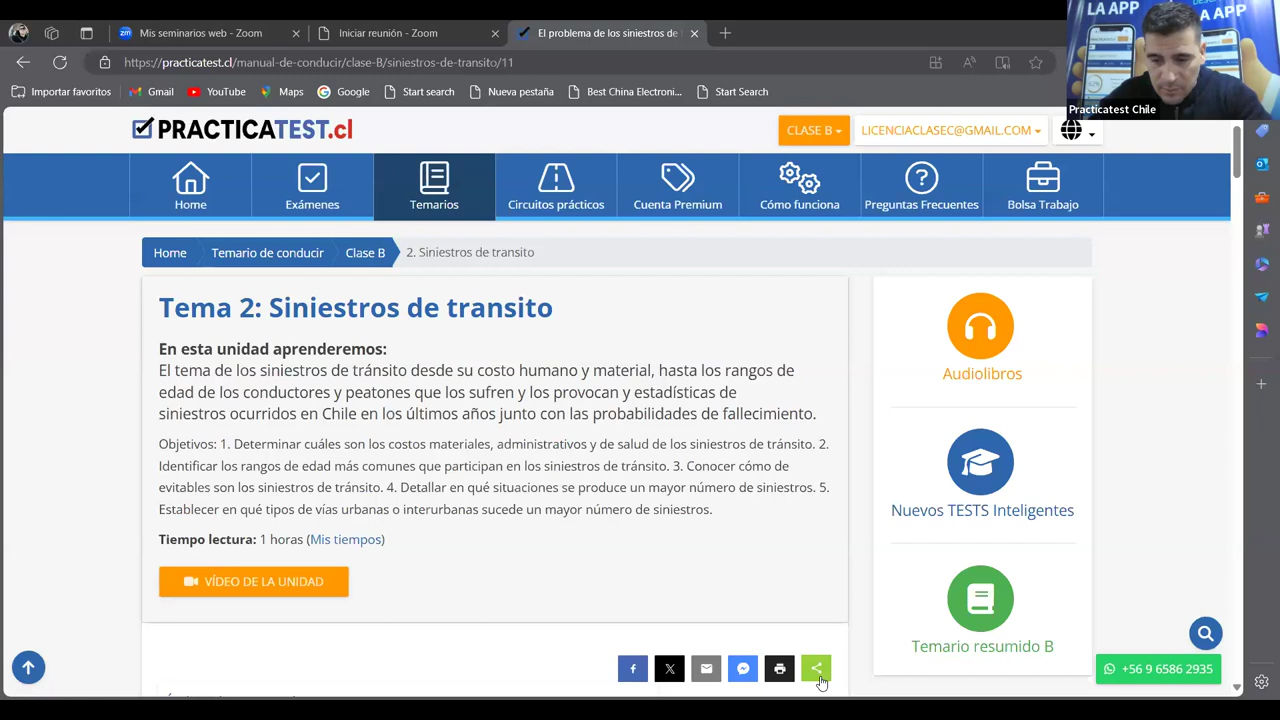 Mis seminarios web - Zoom
Iniciar reunión - Zoom
El problema de los siniestros de
https://practicatest.cl/manual-de-conducir/clase-B/siniestros-de-transito/11
Importar favoritos
Gmail
YouTube
Maps
Google
Start search
Nueva pestaña
Best China Electroni...
Start Search
LA APP
A APP
Practicatest Chile
PRACTICATEST.cl
CLASE B
LICENCIACLASEC@GMAIL.COM
Home
Exámenes
Temarios
Circuitos prácticos
Cuenta Premium
Cómo funciona
Preguntas Frecuentes
Bolsa Trabajo
Home
Temario de conducir
Clase B
2. Siniestros de transito
Tema 2: Siniestros de transito
En esta unidad aprenderemos:
El tema de los siniestros de tránsito desde su costo humano y material, hasta los rangos de
edad de los conductores y peatones que los sufren y los provocan y estadísticas de
siniestros ocurridos en Chile en los últimos años junto con las probabilidades de fallecimiento.
Objetivos: 1. Determinar cuáles son los costos materiales, administrativos y de salud de los siniestros de tránsito. 2.
Identificar los rangos de edad más comunes que participan en los siniestros de tránsito. 3. Conocer cómo de
evitables son los siniestros de tránsito. 4. Detallar en qué situaciones se produce un mayor número de siniestros. 5.
Establecer en qué tipos de vías urbanas o interurbanas sucede un mayor número de siniestros.
Tiempo lectura: 1 horas (Mis tiempos)
VÍDEO DE LA UNIDAD
Audiolibros
Nuevos TESTS Inteligentes
Temario resumido B
+56 9 6586 2935